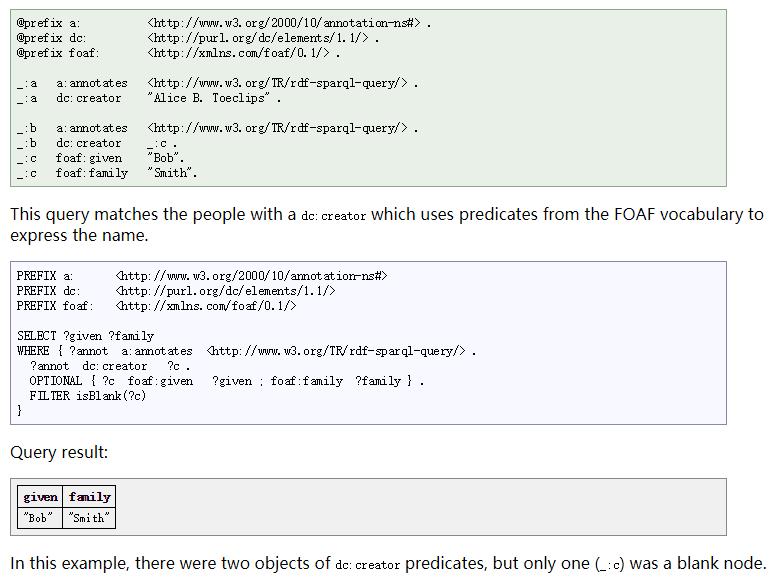 @prefix a: <http://www.w3.org/2000/10/annotation-ns#> .
@prefix dc: <http://purl.org/dc/elements/1.1/> .
@prefix foaf: <http://xmlns.com/foaf/0.1/> .
_:a a:annotates <http://www.w3.org/TR/rdf-sparql-query/> .
_:a dc:creator "Alice B. Toeclips" .
_:b a:annotates <http://www.w3.org/TR/rdf-sparql-query/> .
_:b dc:creator _:c .
_:c foaf:given "Bob".
_:c foaf:family "Smith".
This query matches the people with a dc:creator which uses predicates from the FOAF vocabulary to
express the name.
PREFIX a: <http://www.w3.org/2000/10/annotation-ns#>
PREFIX dc: <http://purl.org/dc/elements/1.1/>
PREFIX foaf: <http://xmlns.com/foaf/0.1/>
SELECT ?given ?family
WHERE { ?annot a:annotates <http://www.w3.org/TR/rdf-sparql-query/> .
?annot dc:creator ?c .
OPTIONAL { ?c foaf:given ?given ; foaf:family ?family } .
FILTER isBlank(?c)
}
Query result:
given family
"Bob" "Smith"
In this example, there were two objects of dc:creator predicates, but only one (_:c) was a blank node.